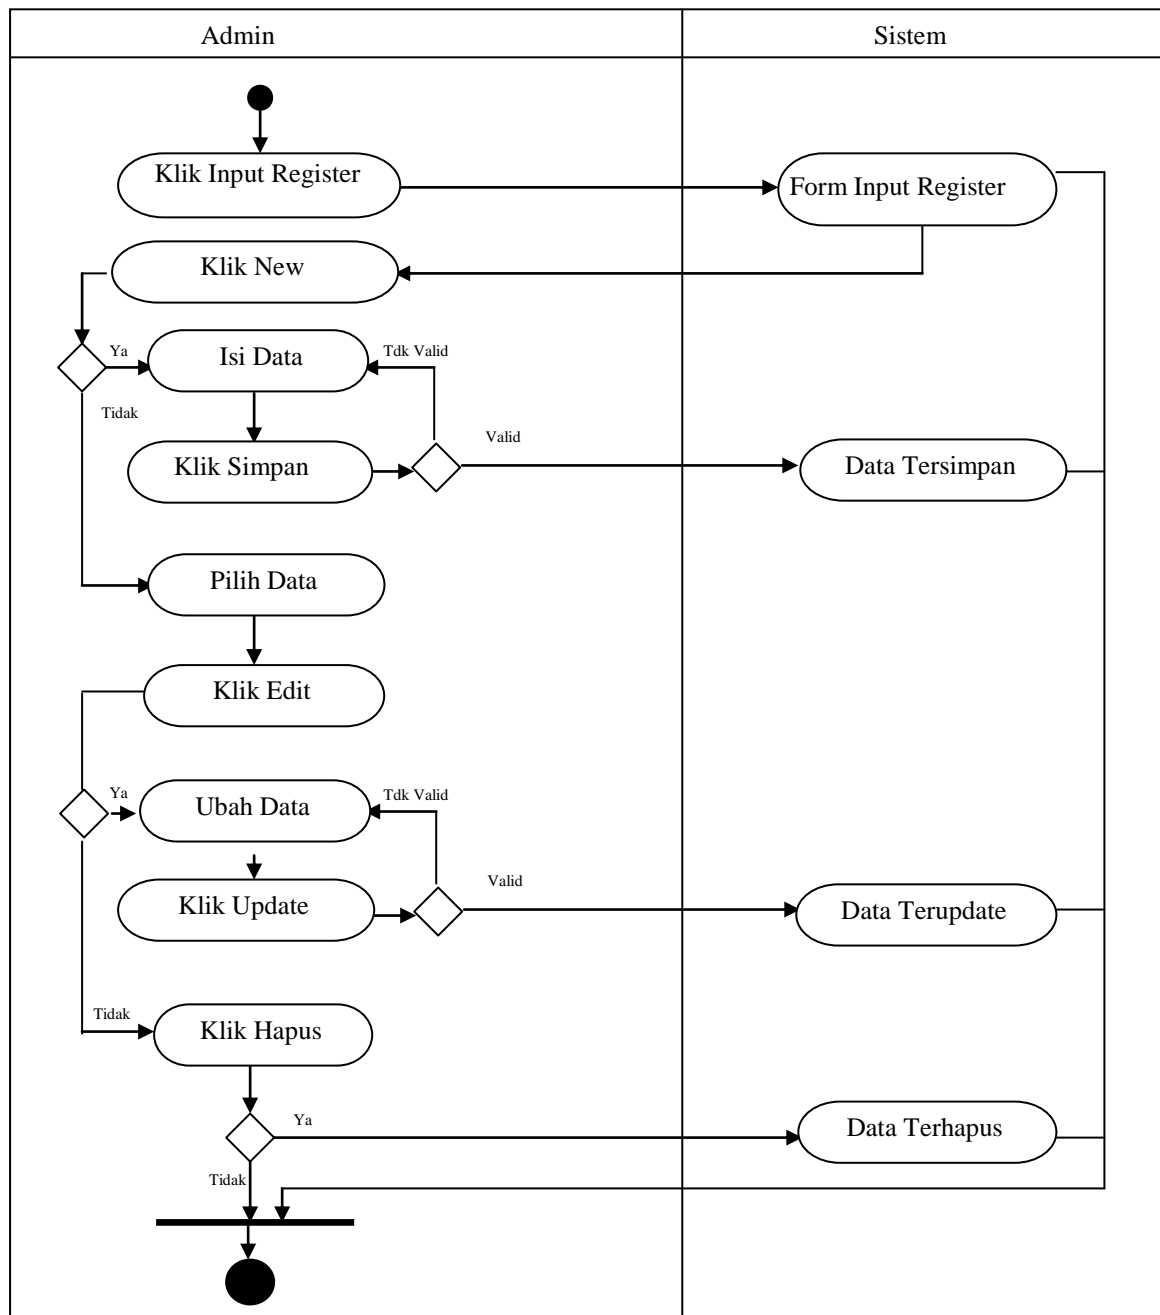 Admin
Sistem
Klik Input Register
Form Input Register
Klik New
Ya
Isi Data
Tdk Valid
Tidak
Klik Simpan
Valid
Data Tersimpan
Pilih Data
Klik Edit
Ya
Ubah Data
Tdk Valid
Klik Update
Valid
Data Terupdate
Tidak
Klik Hapus
Ya
Data Terhapus
Tidak